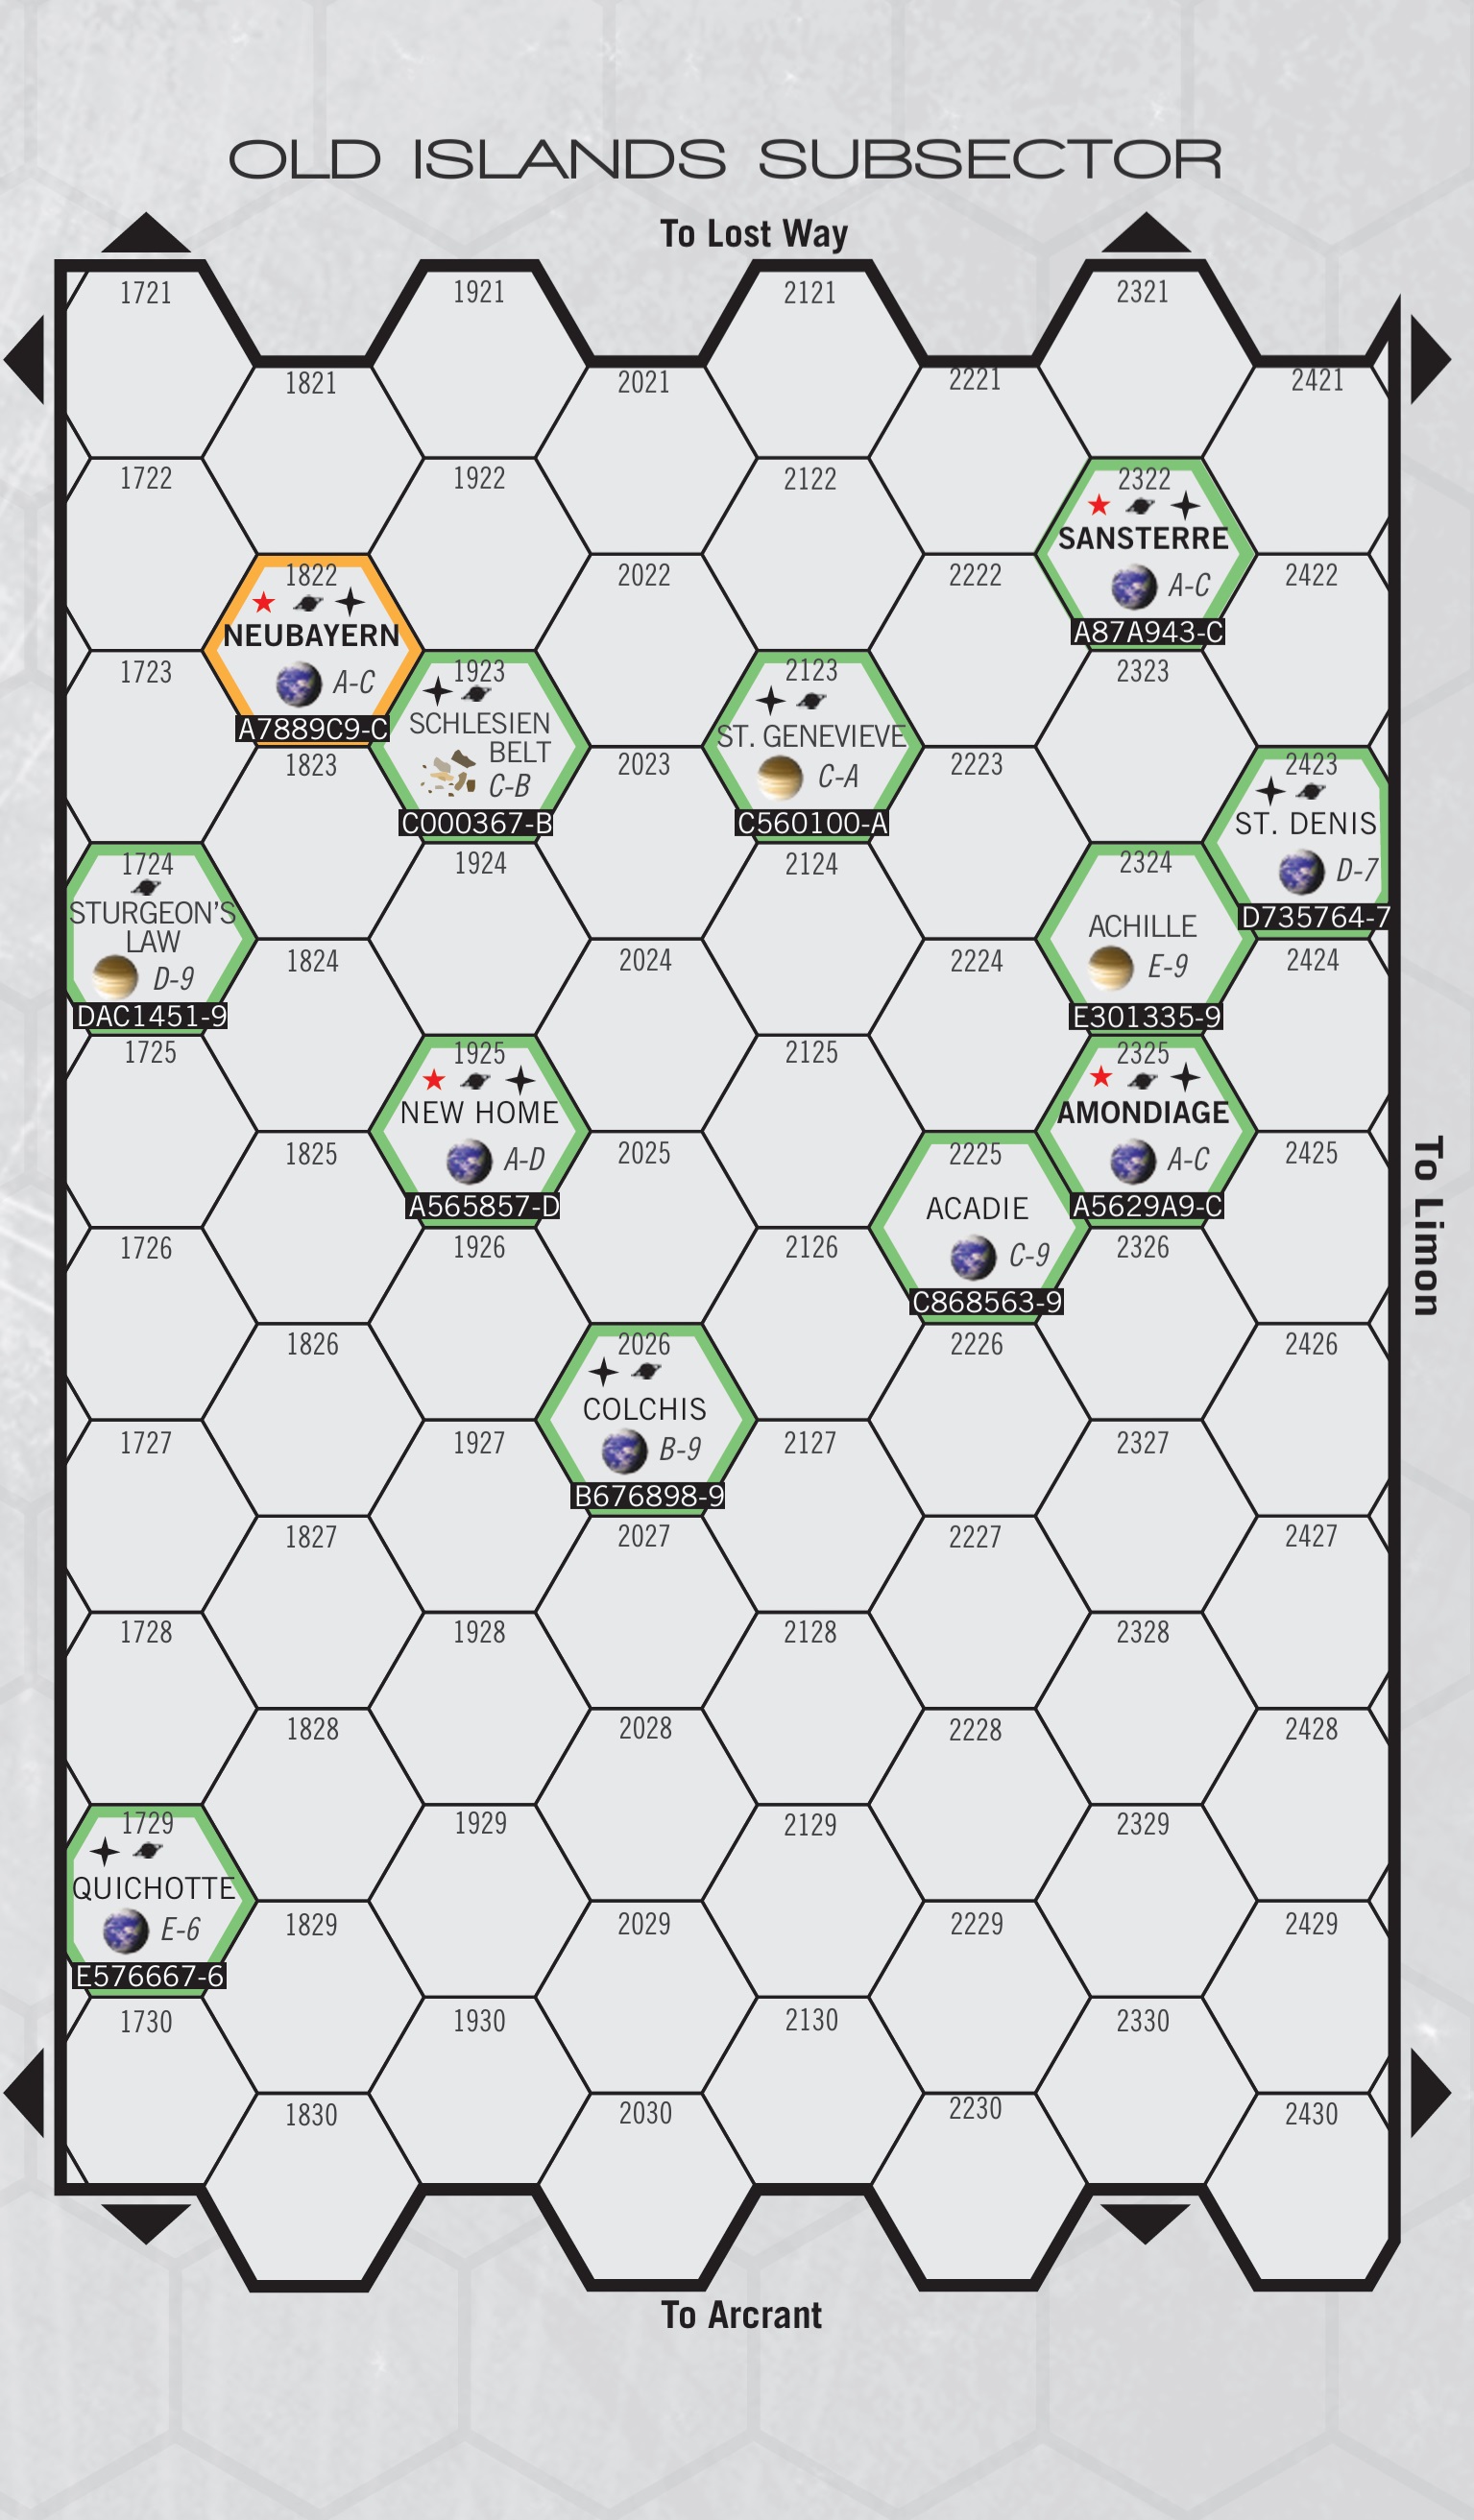 OLD ISLANDS SUBSECTOR
To Lost Way
1721
1921
2121
2321
1821
2021
2221
2421
1722
1922
2122
2322
SANSTERRE
A-C
A87A943-C
1822
NEUBAYERN
A-C
A7889C9-C
2022
2222
2422
1723
1923
SCHLESIEN
BELT
C-B
C000367-B
2123
ST. GENEVIEVE
C-A
C560100-A
2323
1823
2023
2223
2423
ST. DENIS
D-7
D735764-7
1724
STURGEON'S
LAW
D-9
DAC1451-9
1924
2124
2324
ACHILLE
E-9
E301335-9
1824
2024
2224
2424
1725
1925
NEW HOME
A-D
A565857-D
2125
2325
AMONDIAGE
A-C
A5629A9-C
1825
2025
2225
ACADIE
C-9
C868563-9
2425
To Limon
1726
1926
2126
2326
1826
2026
COLCHIS
B-9
B676898-9
2226
2426
1727
1927
2127
2327
1827
2027
2227
2427
1728
1928
2128
2328
1828
2028
2228
2428
1729
QUICHOTTE
E-6
E576667-6
1929
2129
2329
1829
2029
2229
2429
1730
1930
2130
2330
1830
2030
2230
2430
To Arcrant